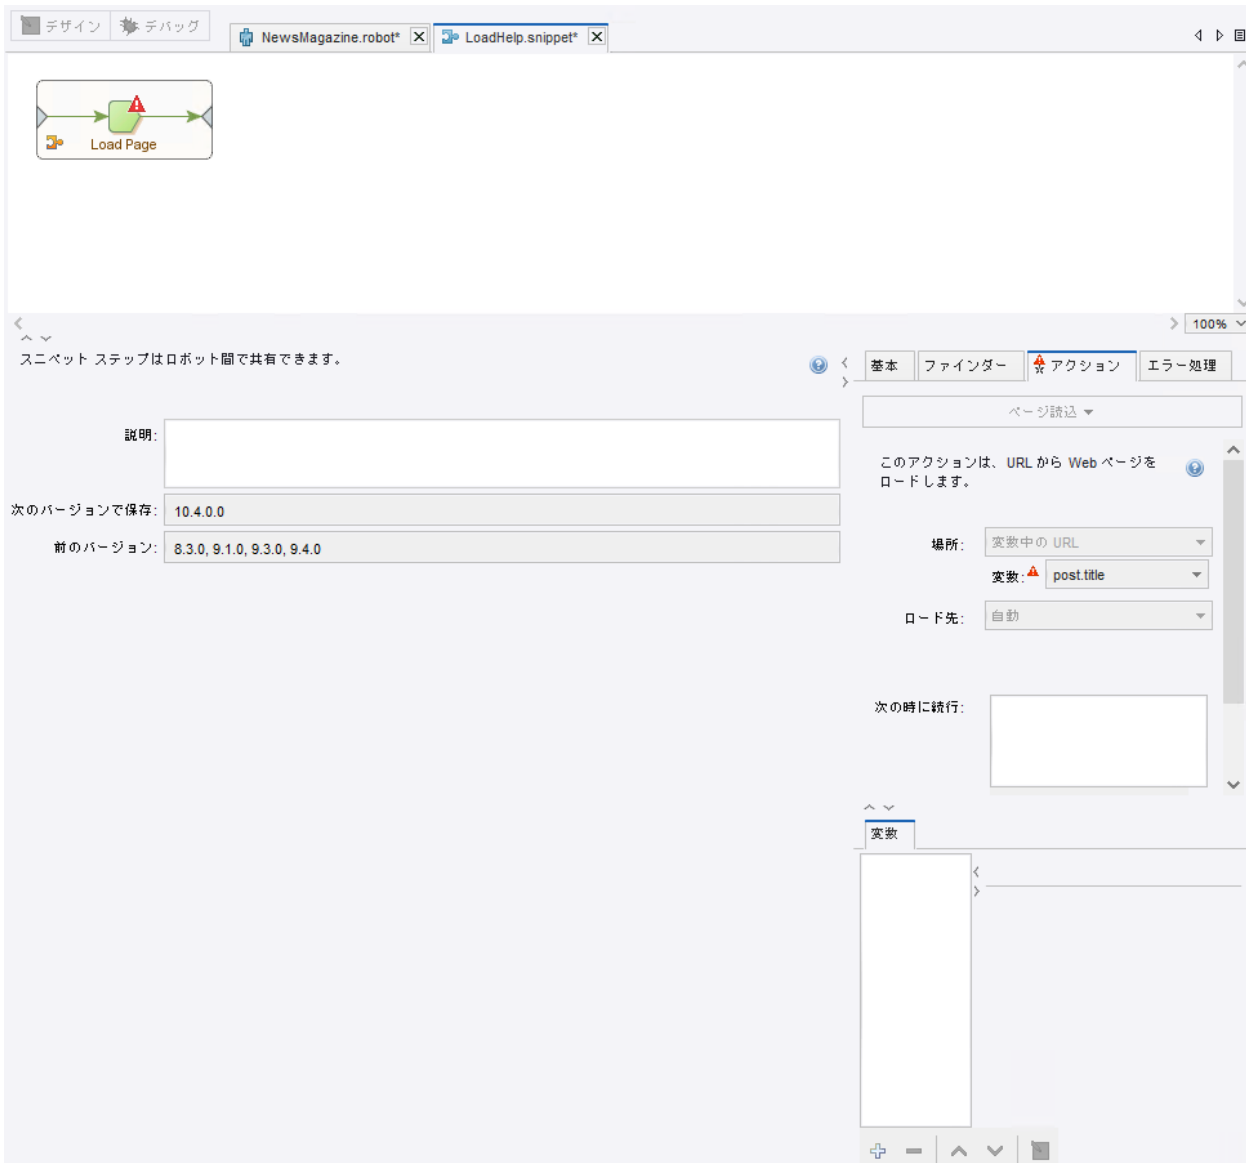 デザイン デバッグ NewsMagazine.robot* LoadHelp.snippet*
Load Page
100%
スニペット ステップはロボット間で共有できます。
説明:
次のバージョンで保存: 10.4.0.0
前のバージョン: 8.3.0, 9.1.0, 9.3.0, 9.4.0
基本 ファインダー アクション エラー処理
ページ読込
このアクションは、URL から Web ページを
ロードします。
場所: 変数中の URL
変数: post.title
ロード先: 自動
次の時に続行:
変数